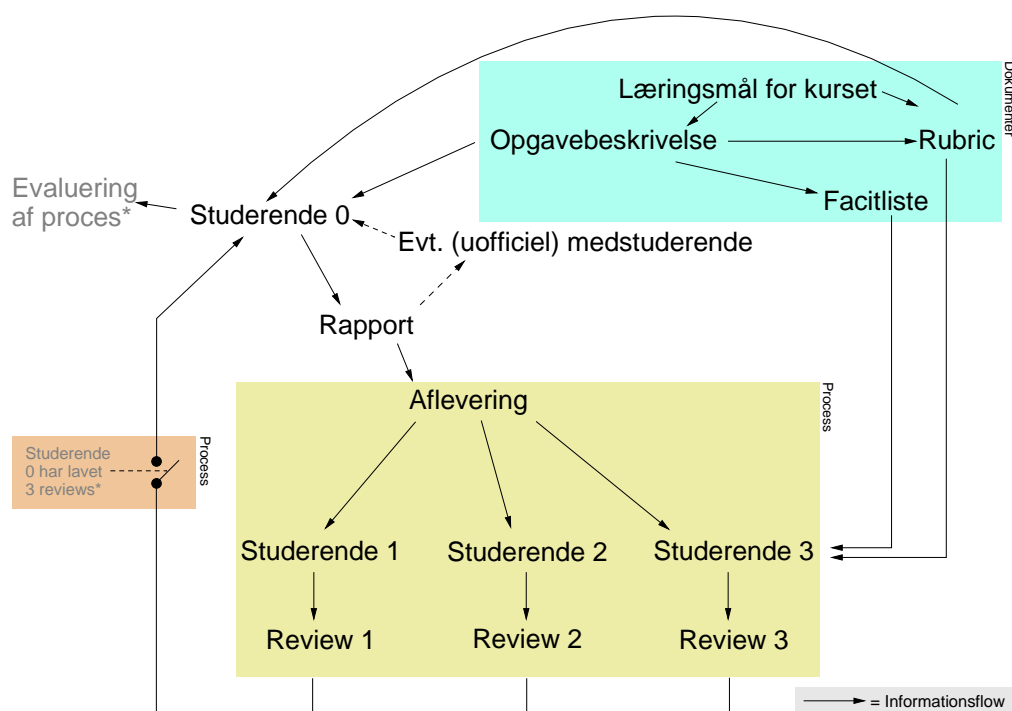 Dokumenter
Læringsmål for kurset
Opgavebeskrivelse
Rubric
Facitliste
Evaluering
af proces*
Studerende 0
Evt. (uofficiel) medstuderende
Rapport
Process
Aflevering
Process
Studerende
0 har lavet
3 reviews*
Studerende 1
Studerende 2
Studerende 3
Review 1
Review 2
Review 3
= Informationsflow